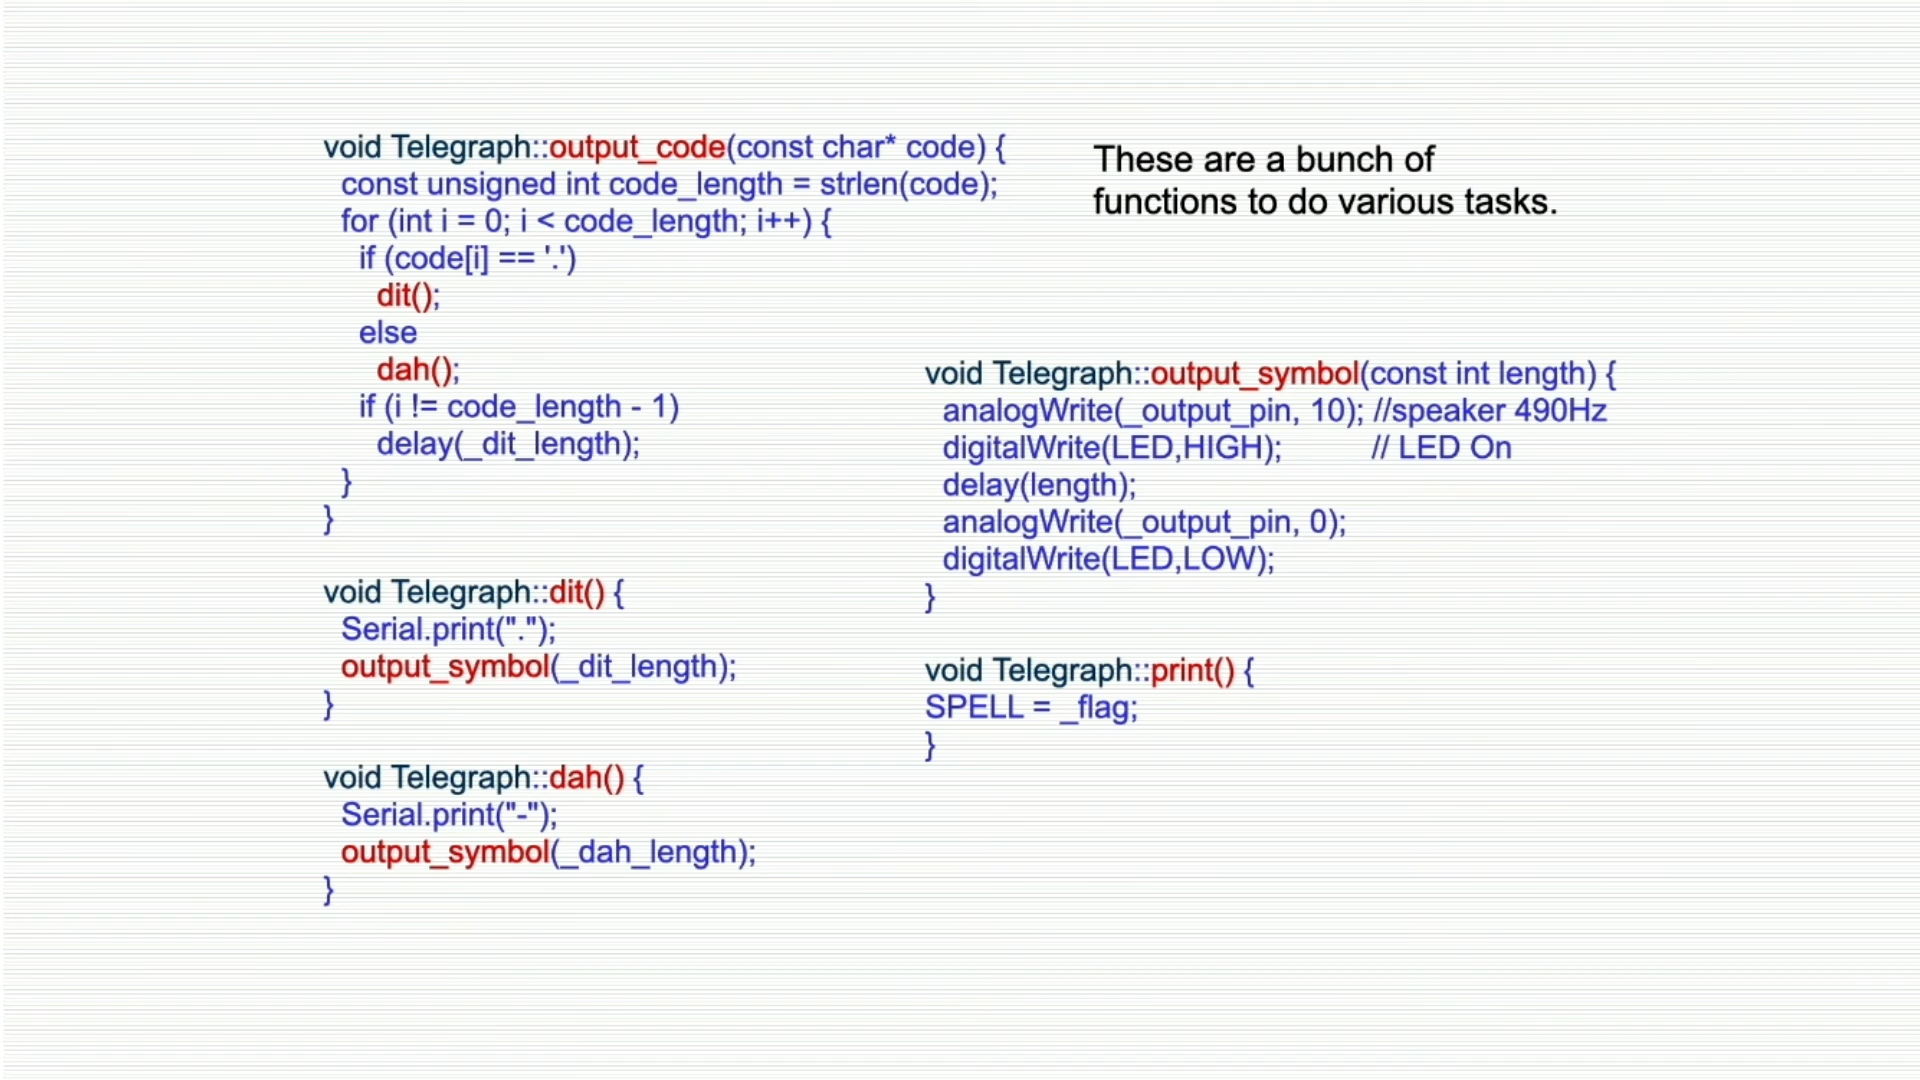 void Telegraph::output_code(const char* code) {
const unsigned int code_length = strlen(code);
for (int i = 0; i < code_length; i++) {
if (code[i] == '.')
dit();
else
dah();
if (i != code_length - 1)
delay(_dit_length);
}
}
void Telegraph::dit() {
Serial.print(".");
output_symbol(_dit_length);
}
void Telegraph::dah() {
Serial.print("-");
output_symbol(_dah_length);
}
These are a bunch of
functions to do various tasks.
void Telegraph::output_symbol(const int length) {
analogWrite(_output_pin, 10); //speaker 490Hz
digitalWrite(LED,HIGH); // LED On
delay(length);
analogWrite(_output_pin, 0);
digitalWrite(LED,LOW);
}
void Telegraph::print() {
SPELL = _flag;
}